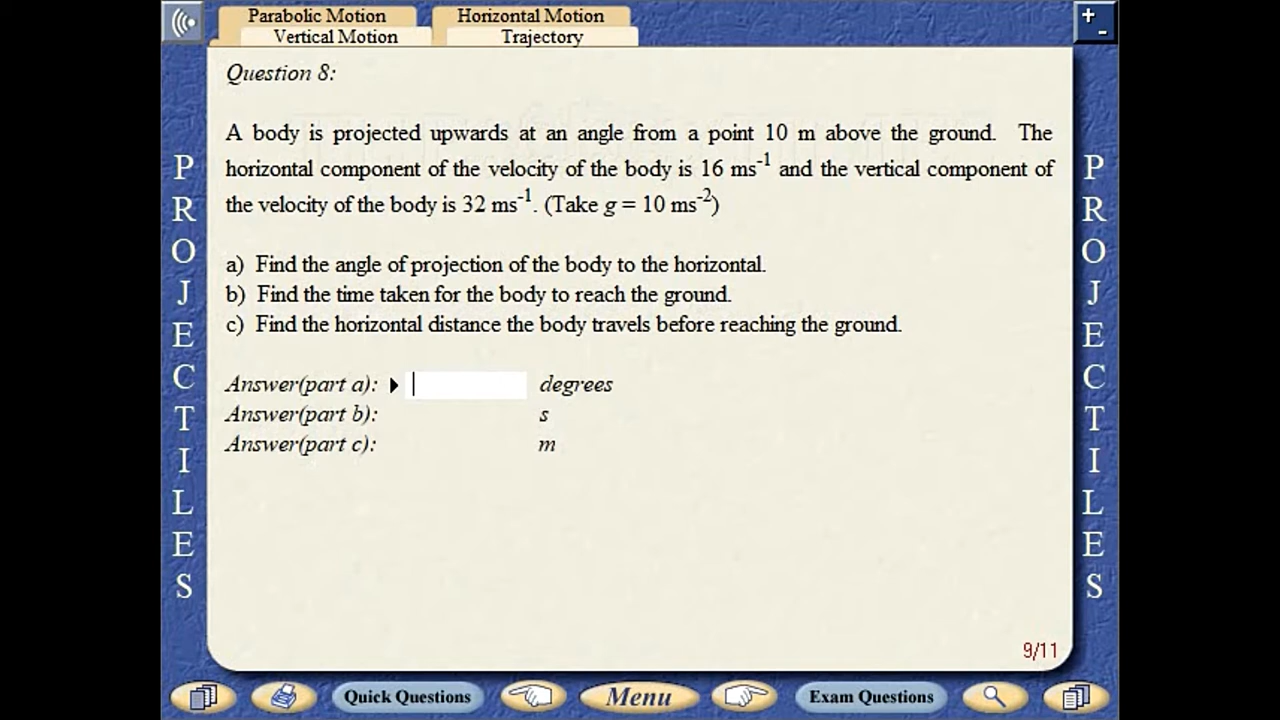 Parabolic Motion
Horizontal Motion
Vertical Motion
Trajectory
+
-
Question 8:
A body is projected upwards at an angle from a point 10 m above the ground. The
horizontal component of the velocity of the body is 16 ms⁻¹ and the vertical component of
the velocity of the body is 32 ms⁻¹. (Take g = 10 ms⁻²)
a) Find the angle of projection of the body to the horizontal.
b) Find the time taken for the body to reach the ground.
c) Find the horizontal distance the body travels before reaching the ground.
Answer(part a): degrees
Answer(part b): s
Answer(part c): m
PROJECTILES
PROJECTILES
9/11
Quick Questions
Menu
Exam Questions